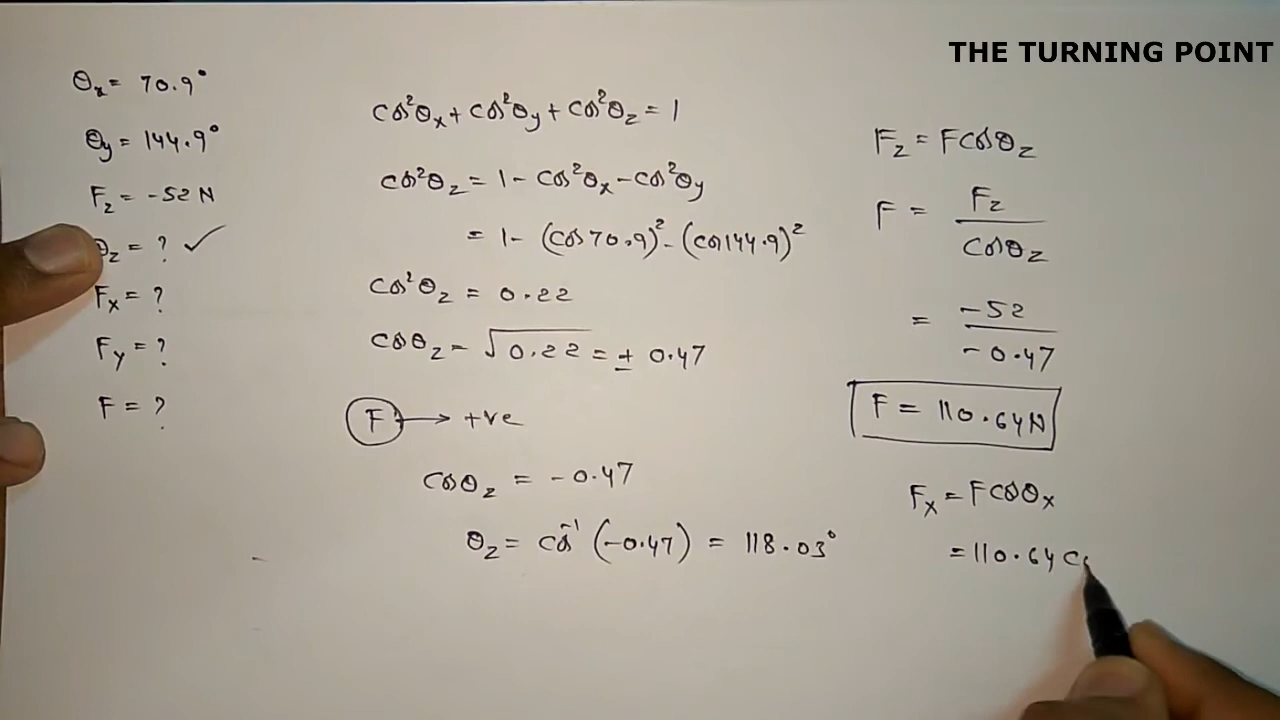 THE TURNING POINT
θx = 70.9°
θy = 144.9°
Fz = -52 N
θz = ? ✓
Fx = ?
Fy = ?
F = ?
cos²θx + cos²θy + cos²θz = 1
cos²θz = 1 - cos²θx - cos²θy
= 1 - (cos 70.9)² - (cos 144.9)²
cos²θz = 0.22
cosθz = √0.22 = ± 0.47
F → +ve
cosθz = -0.47
θz = cos⁻¹ (-0.47) = 118.03°
Fz = F cosθz
F = Fz / cosθz
= -52 / -0.47
F = 110.64 N
Fx = F cosθx
= 110.64 c